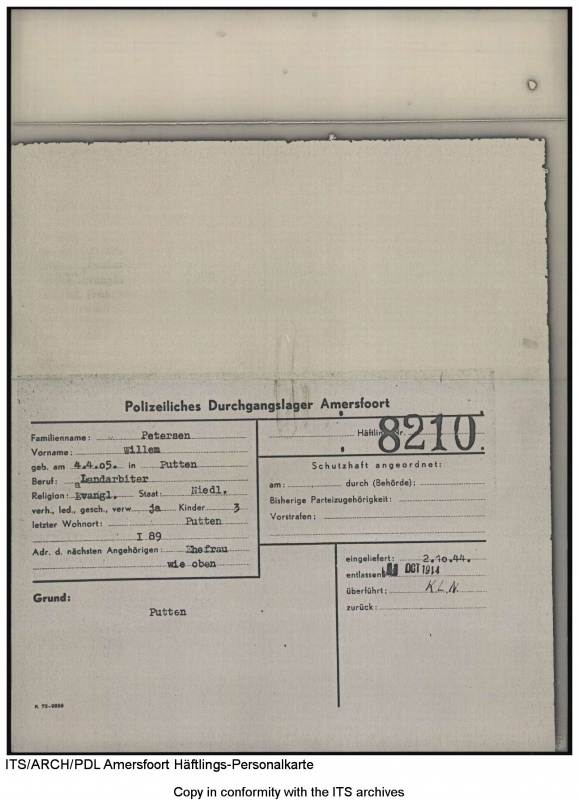 Polizeiliches Durchgangslager Amersfoort
Familienname: Petersen
Vorname: Willem
geb. am 4.4.05. in Putten
Beruf: Landarbiter
a
Religion: Evangl. Staat: Niedl.
verh., led., gesch., verw. ja Kinder 3
letzter Wohnort: Putten
I 89
Adr. d. nächsten Angehörigen: Ehefrau
wie oben
Häftlings-Nr. 8210
Schutzhaft angeordnet:
am: durch (Behörde):
Bisherige Parteizugehörigkeit:
Vorstrafen:
eingeliefert: 2.10.44.
entlassen: OCT 1944
überführt: K.L.N.
zurück:
Grund:
Putten
ITS/ARCH/PDL Amersfoort Häftlings-Personalkarte
Copy in conformity with the ITS archives